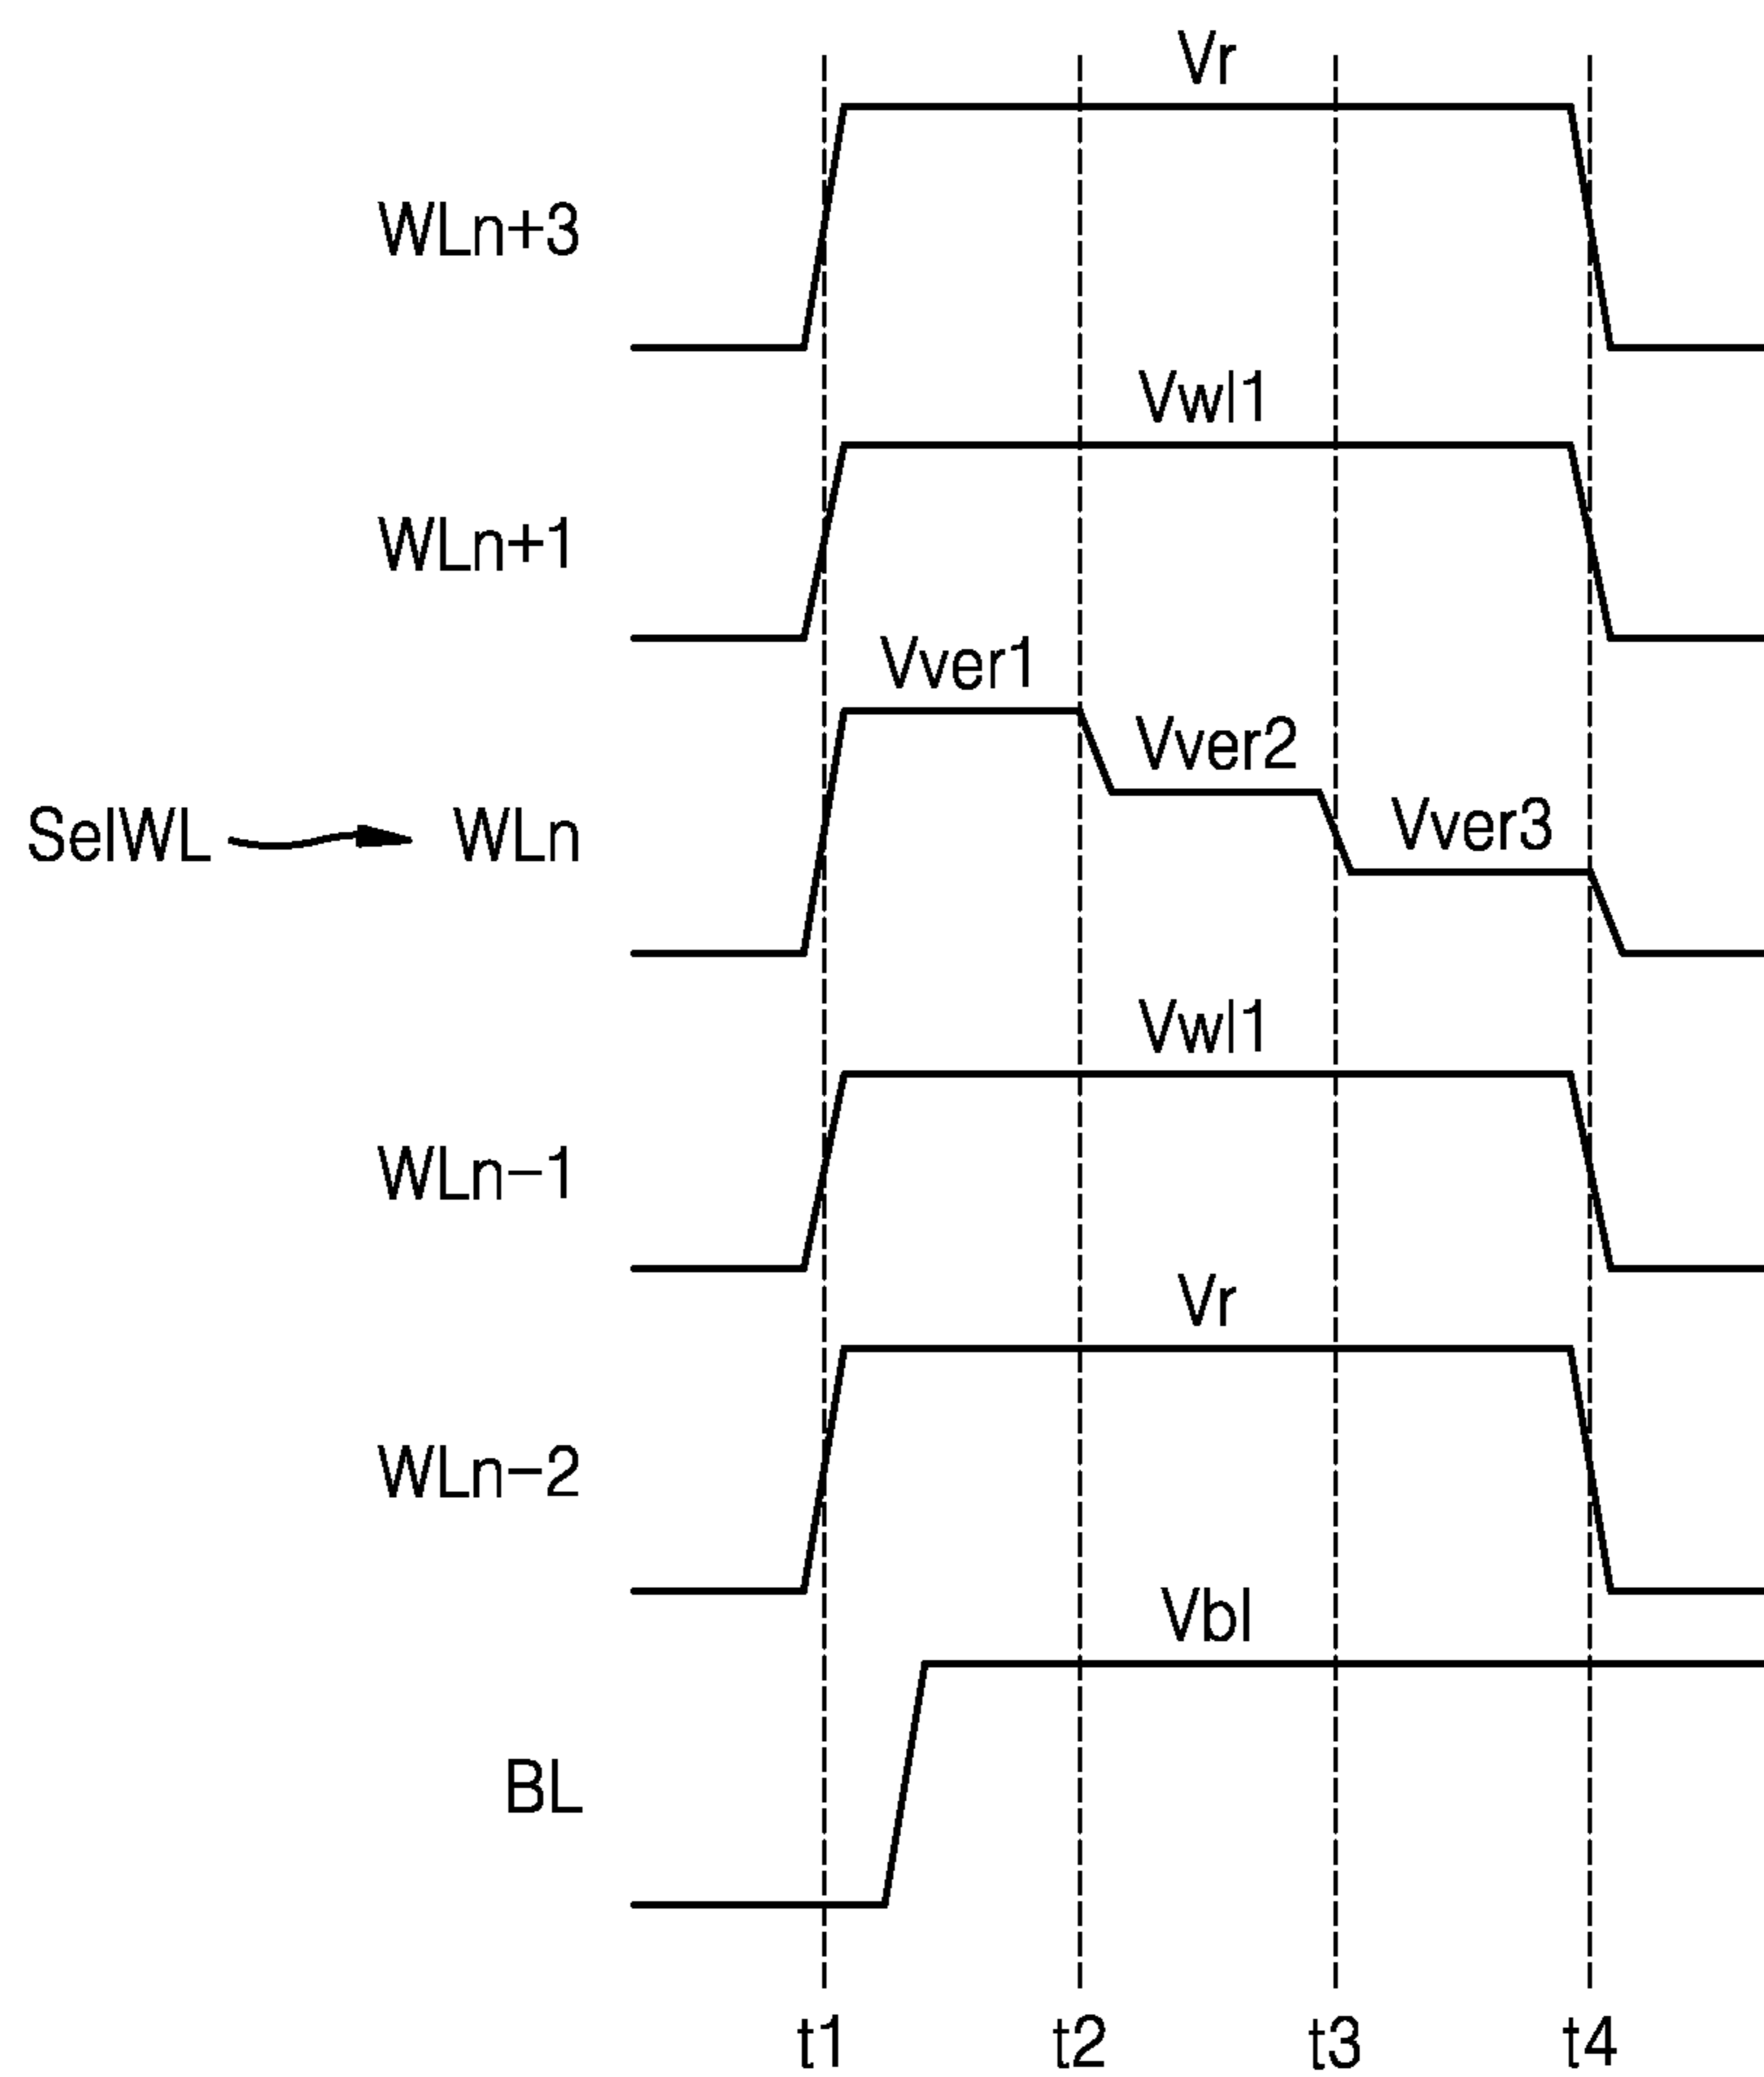 Vr
WLn+3
Vwl1
WLn+1
Vver1
Vver2
Vver3
SelWL WLn
Vwl1
WLn-1
Vr
WLn-2
Vbl
BL
t1 t2 t3 t4